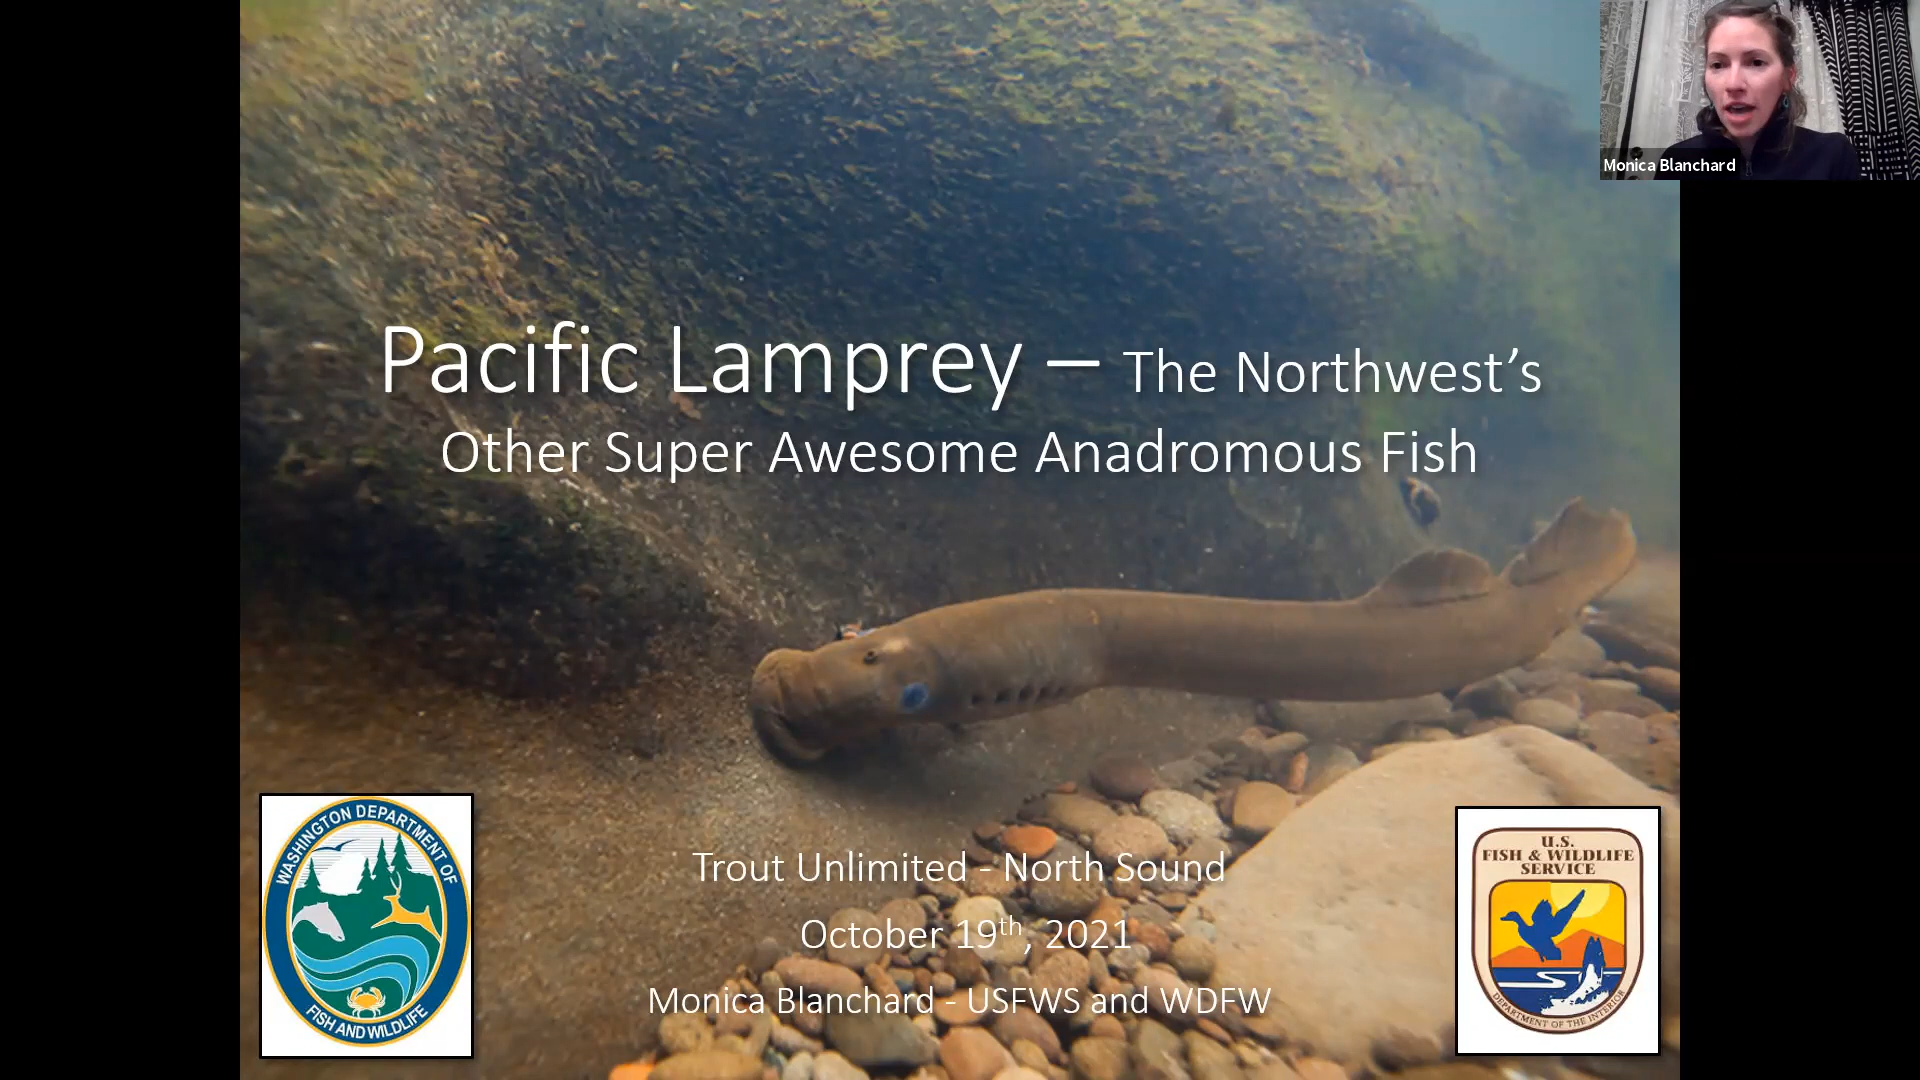 Monica Blanchard
Pacific Lamprey – The Northwest's
Other Super Awesome Anadromous Fish
WASHINGTON DEPARTMENT OF
FISH AND WILDLIFE
Trout Unlimited - North Sound
October 19th, 2021
Monica Blanchard - USFWS and WDFW
U.S.
FISH & WILDLIFE
SERVICE
DEPARTMENT OF THE INTERIOR